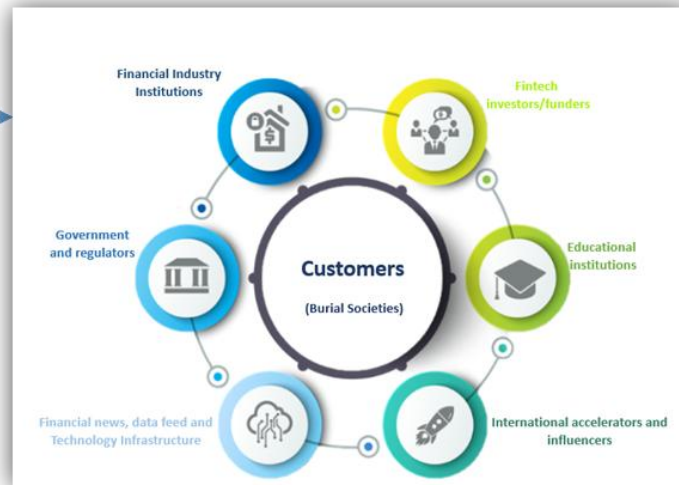 Financial Industry
Institutions
Fintech
investors/funders
Government
and regulators
Customers
(Burial Societies)
Educational
institutions
Financial news, data feed and
Technology Infrastructure
International accelerators and
influencers